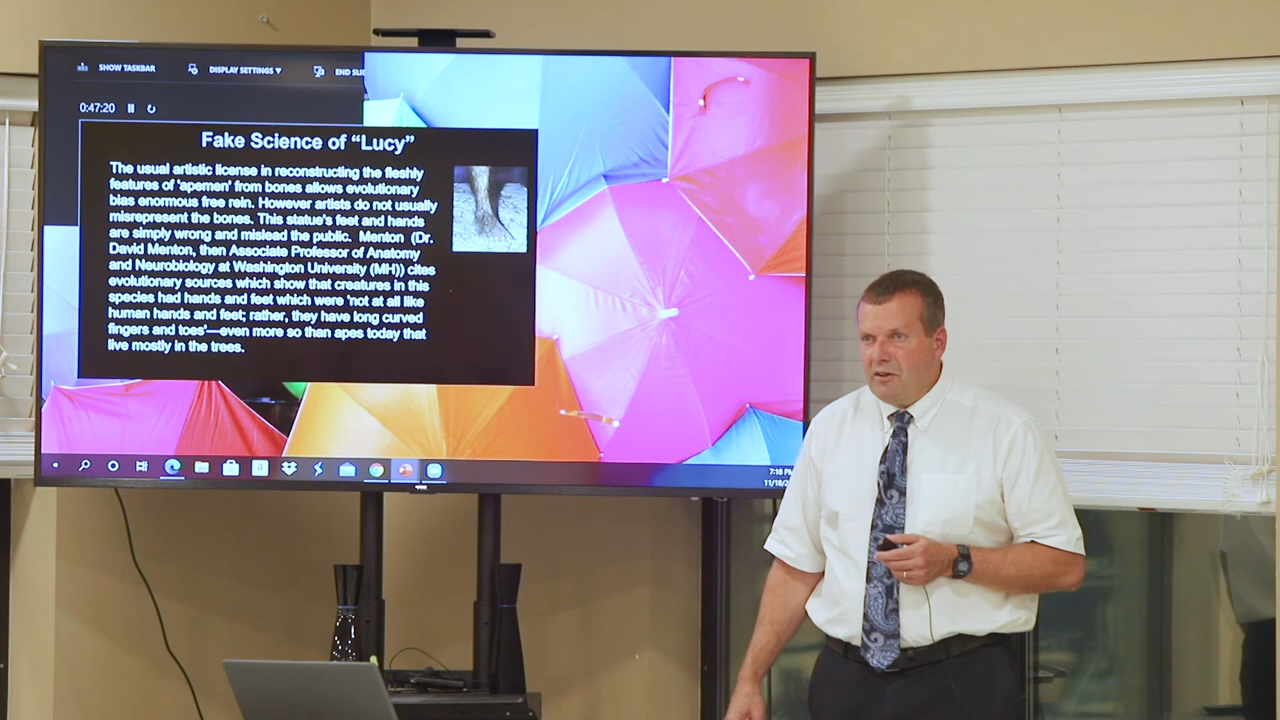 SHOW TASKBAR DISPLAY SETTINGS ▼ END SLI
0:47:20
Fake Science of “Lucy”
The usual artistic license in reconstructing the fleshly
features of 'apemen' from bones allows evolutionary
bias enormous free rein. However artists do not usually
misrepresent the bones. This statue's feet and hands
are simply wrong and mislead the public. Menton (Dr.
David Menton, then Associate Professor of Anatomy
and Neurobiology at Washington University (MH)) cites
evolutionary sources which show that creatures in this
species had hands and feet which were 'not at all like
human hands and feet; rather, they have long curved
fingers and toes'—even more so than apes today that
live mostly in the trees.
a
7:18 PM
11/18/2